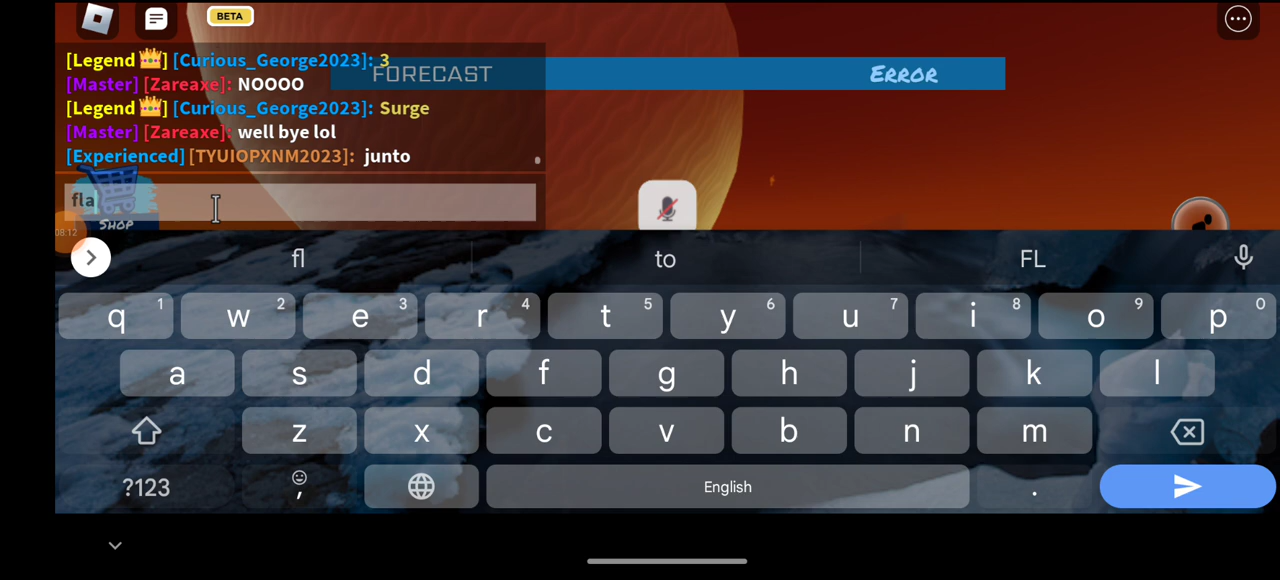 BETA
[Legend 👑] [Curious_George2023]: 3
FORECAST
ERROR
[Master] [Zareaxe]: NOOOO
[Legend 👑] [Curious_George2023]: Surge
[Master] [Zareaxe]: well bye lol
[Experienced] [TYUIOPXNM2023]: junto
fla
SHOP
08:12
fl to FL
q 1 w 2 e 3 r 4 t 5 y 6 u 7 i 8 o 9 p 0
a s d f g h j k l
z x c v b n m
?123 , English .